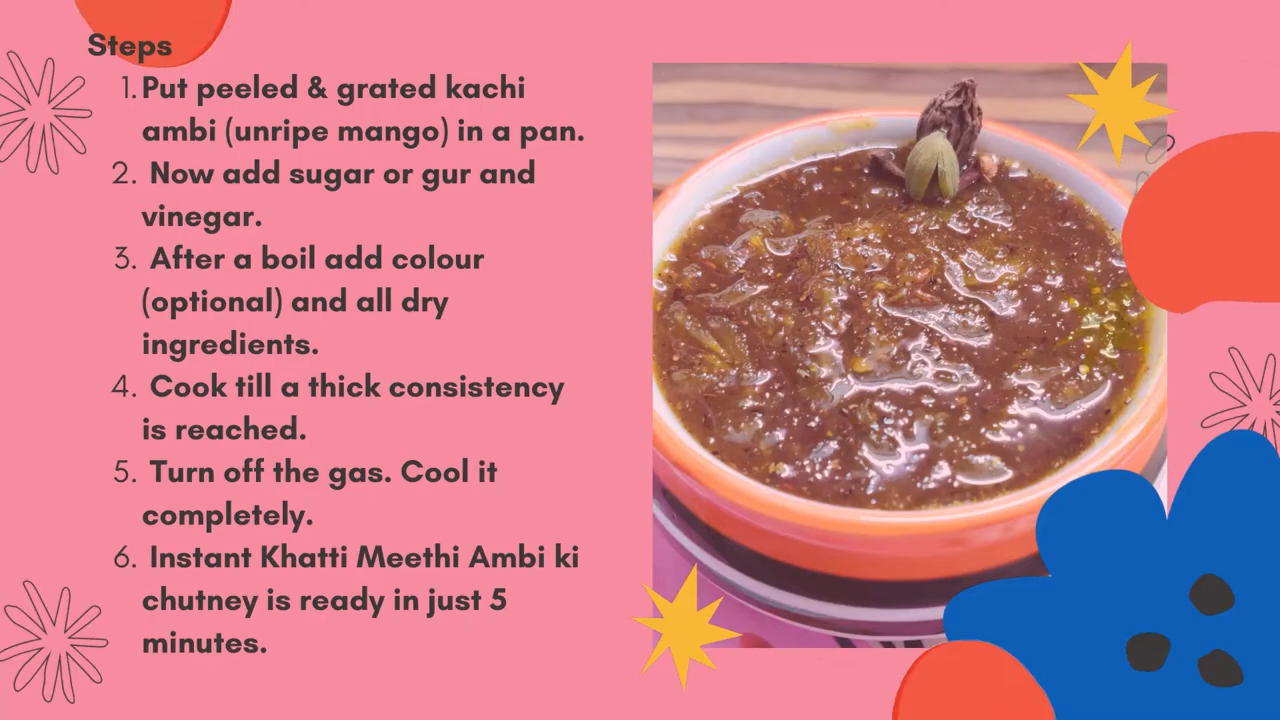 Steps
1. Put peeled & grated kachi
ambi (unripe mango) in a pan.
2. Now add sugar or gur and
vinegar.
3. After a boil add colour
(optional) and all dry
ingredients.
4. Cook till a thick consistency
is reached.
5. Turn off the gas. Cool it
completely.
6. Instant Khatti Meethi Ambi ki
chutney is ready in just 5
minutes.